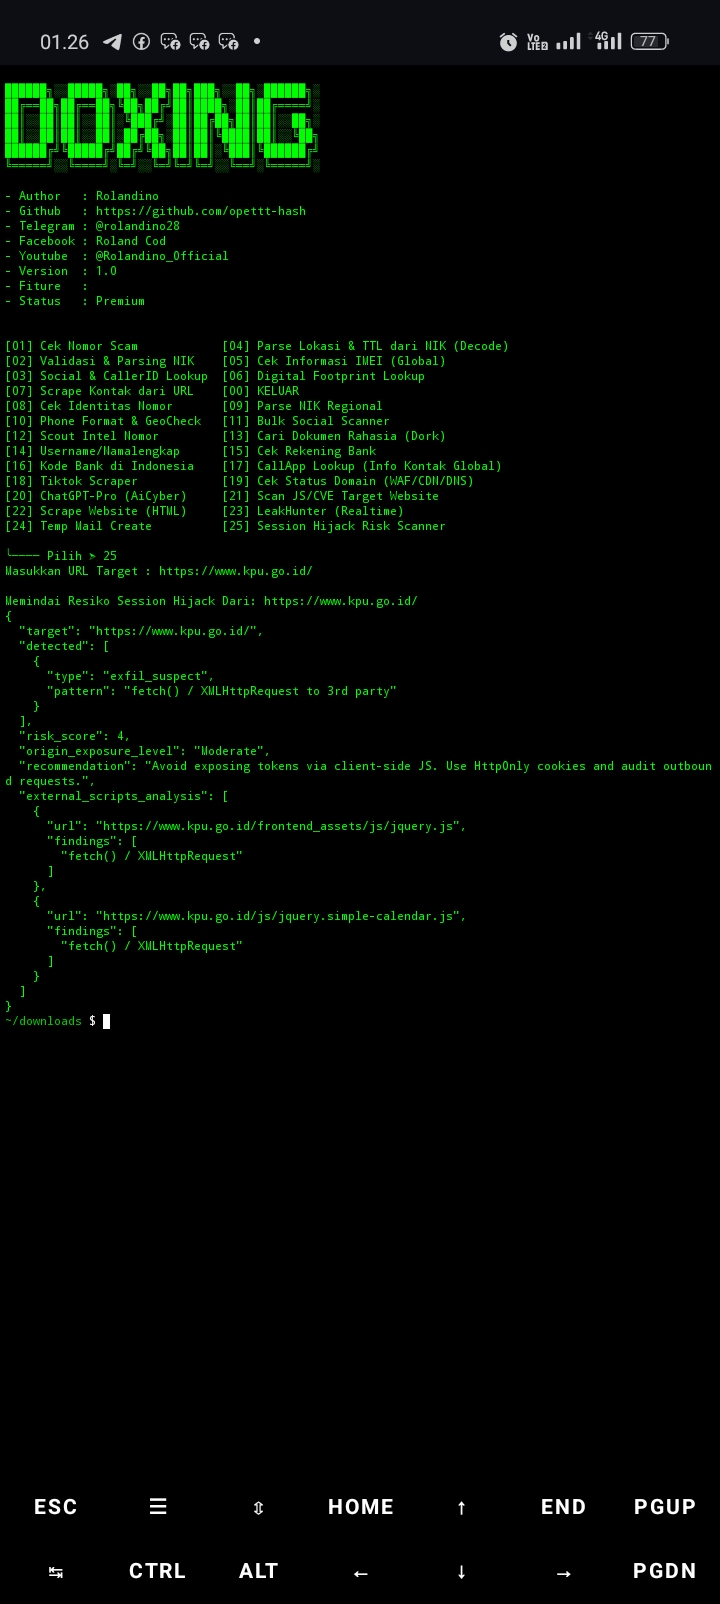 01.26
Vo LTE2
4G
77
DOXING
- Author   : Rolandino
- Github   : https://github.com/opettt-hash
- Telegram : @rolandino28
- Facebook : Roland Cod
- Youtube  : @Rolandino_Official
- Version  : 1.0
- Fiture   :
- Status   : Premium
[01] Cek Nomor Scam            [04] Parse Lokasi & TTL dari NIK (Decode)
[02] Validasi & Parsing NIK    [05] Cek Informasi IMEI (Global)
[03] Social & CallerID Lookup  [06] Digital Footprint Lookup
[07] Scrape Kontak dari URL    [00] KELUAR
[08] Cek Identitas Nomor       [09] Parse NIK Regional
[10] Phone Format & GeoCheck   [11] Bulk Social Scanner
[12] Scout Intel Nomor         [13] Cari Dokumen Rahasia (Dork)
[14] Username/Namalengkap      [15] Cek Rekening Bank
[16] Kode Bank di Indonesia    [17] CallApp Lookup (Info Kontak Global)
[18] Tiktok Scraper            [19] Cek Status Domain (WAF/CDN/DNS)
[20] ChatGPT-Pro (AiCyber)     [21] Scan JS/CVE Target Website
[22] Scrape Website (HTML)     [23] LeakHunter (Realtime)
[24] Temp Mail Create          [25] Session Hijack Risk Scanner
╰──── Pilih ➣ 25
Masukkan URL Target : https://www.kpu.go.id/
Memindai Resiko Session Hijack Dari: https://www.kpu.go.id/
{
  "target": "https://www.kpu.go.id/",
  "detected": [
    {
      "type": "exfil_suspect",
      "pattern": "fetch() / XMLHttpRequest to 3rd party"
    }
  ],
  "risk_score": 4,
  "origin_exposure_level": "Moderate",
  "recommendation": "Avoid exposing tokens via client-side JS. Use HttpOnly cookies and audit outboun
d requests.",
  "external_scripts_analysis": [
    {
      "url": "https://www.kpu.go.id/frontend_assets/js/jquery.js",
      "findings": [
        "fetch() / XMLHttpRequest"
      ]
    },
    {
      "url": "https://www.kpu.go.id/js/jquery.simple-calendar.js",
      "findings": [
        "fetch() / XMLHttpRequest"
      ]
    }
  ]
}
~/downloads $
ESC ☰ ⇳ HOME ↑ END PGUP
↹ CTRL ALT ← ↓ → PGDN